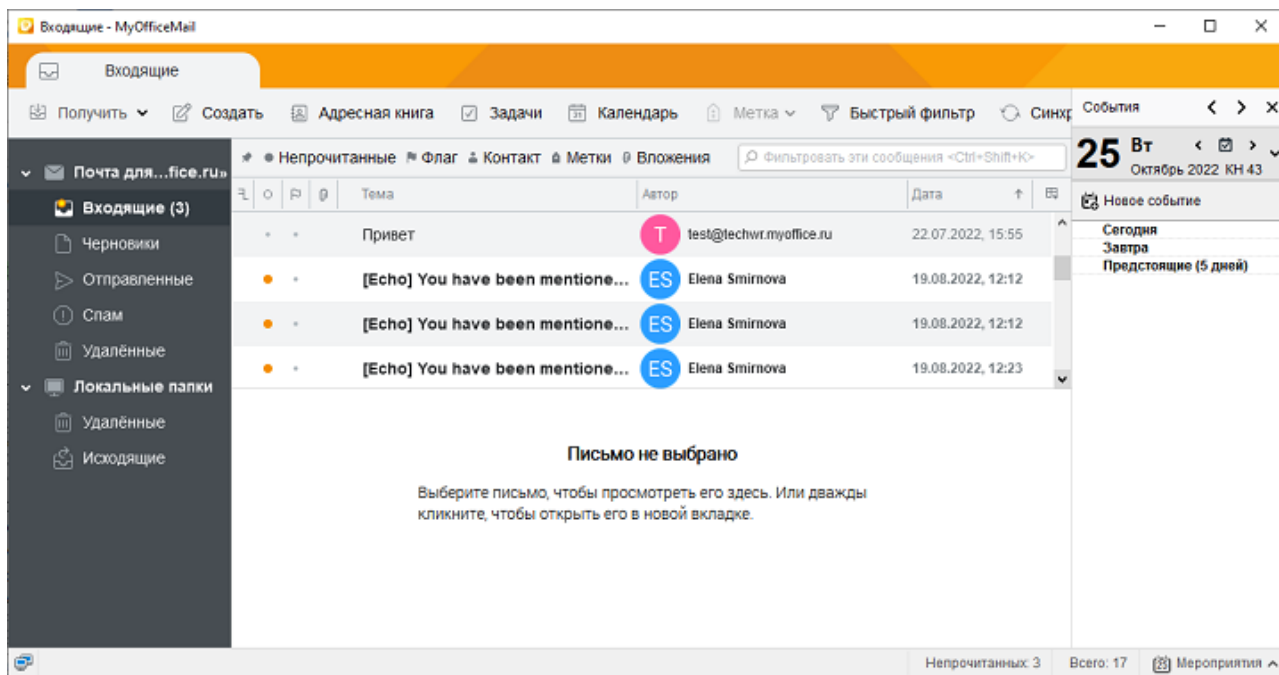 Входящие - MyOfficeMail
Входящие
Получить Создать Адресная книга Задачи Календарь Метка Быстрый фильтр Синхр
События
25 Вт
Октябрь 2022 КН 43
Новое событие
Сегодня
Завтра
Предстоящие (5 дней)
Почта для...fice.ru»
Входящие (3)
Черновики
Отправленные
Спам
Удалённые
Локальные папки
Удалённые
Исходящие
Непрочитанные Флаг Контакт Метки Вложения Фильтровать эти сообщения <Ctrl+Shift+K>
Тема Автор Дата
Привет T test@techwr.myoffice.ru 22.07.2022, 15:55
[Echo] You have been mentione... ES Elena Smirnova 19.08.2022, 12:12
[Echo] You have been mentione... ES Elena Smirnova 19.08.2022, 12:12
[Echo] You have been mentione... ES Elena Smirnova 19.08.2022, 12:23
Письмо не выбрано
Выберите письмо, чтобы просмотреть его здесь. Или дважды
кликните, чтобы открыть его в новой вкладке.
Непрочитанных: 3 Всего: 17 Мероприятия